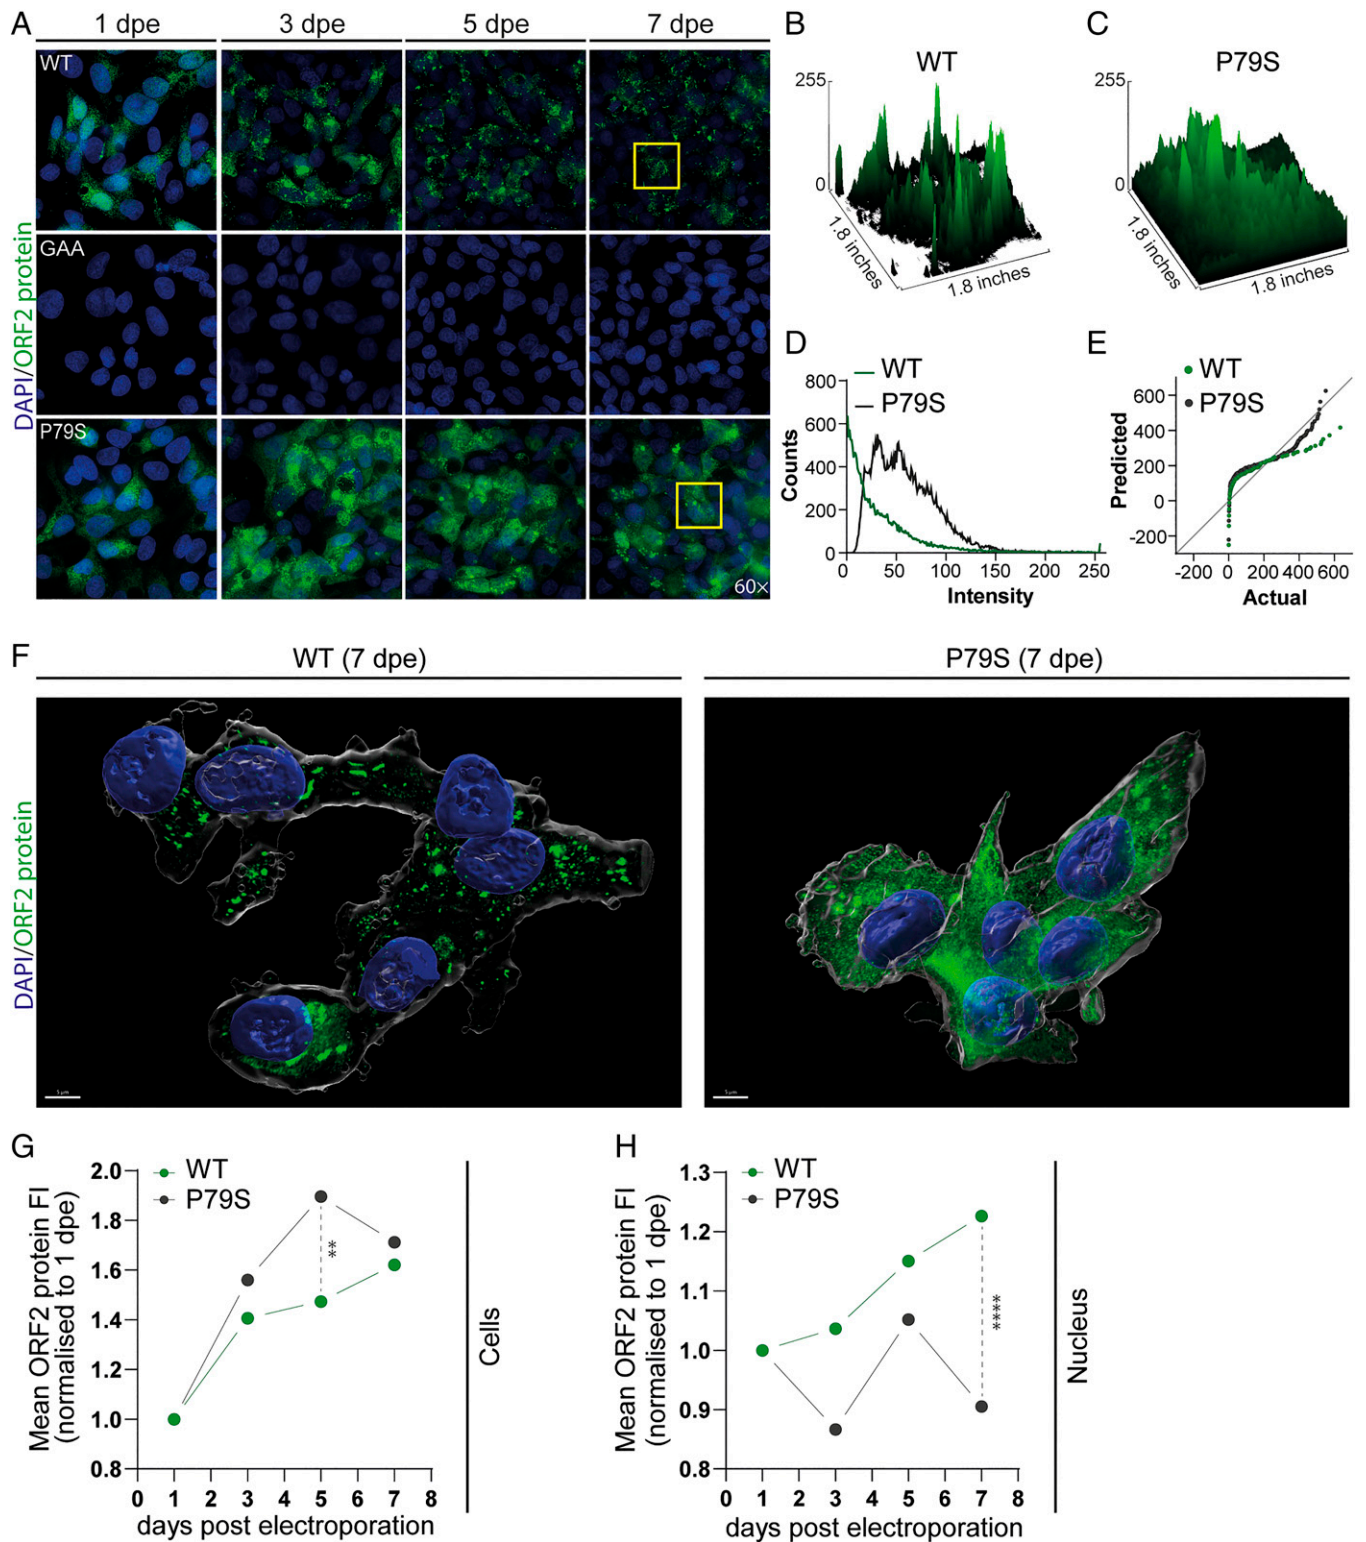 A
1 dpe
3 dpe
5 dpe
7 dpe
DAPI/ORF2 protein
WT
GAA
P79S
60×
B
WT
255
0
1.8 inches
1.8 inches
C
P79S
255
0
1.8 inches
1.8 inches
D
WT
P79S
Counts
800
600
400
200
0
0 50 100 150 200 250
Intensity
E
WT
P79S
Predicted
600
400
200
0
-200
-200 0 200 400 600
Actual
F
WT (7 dpe)
P79S (7 dpe)
DAPI/ORF2 protein
5 µm
5 µm
G
WT
P79S
Mean ORF2 protein FI
(normalised to 1 dpe)
2.0
1.8
1.6
1.4
1.2
1.0
0.8
**
0 1 2 3 4 5 6 7 8
days post electroporation
Cells
H
WT
P79S
Mean ORF2 protein FI
(normalised to 1 dpe)
1.3
1.2
1.1
1.0
0.9
0.8
****
0 1 2 3 4 5 6 7 8
days post electroporation
Nucleus